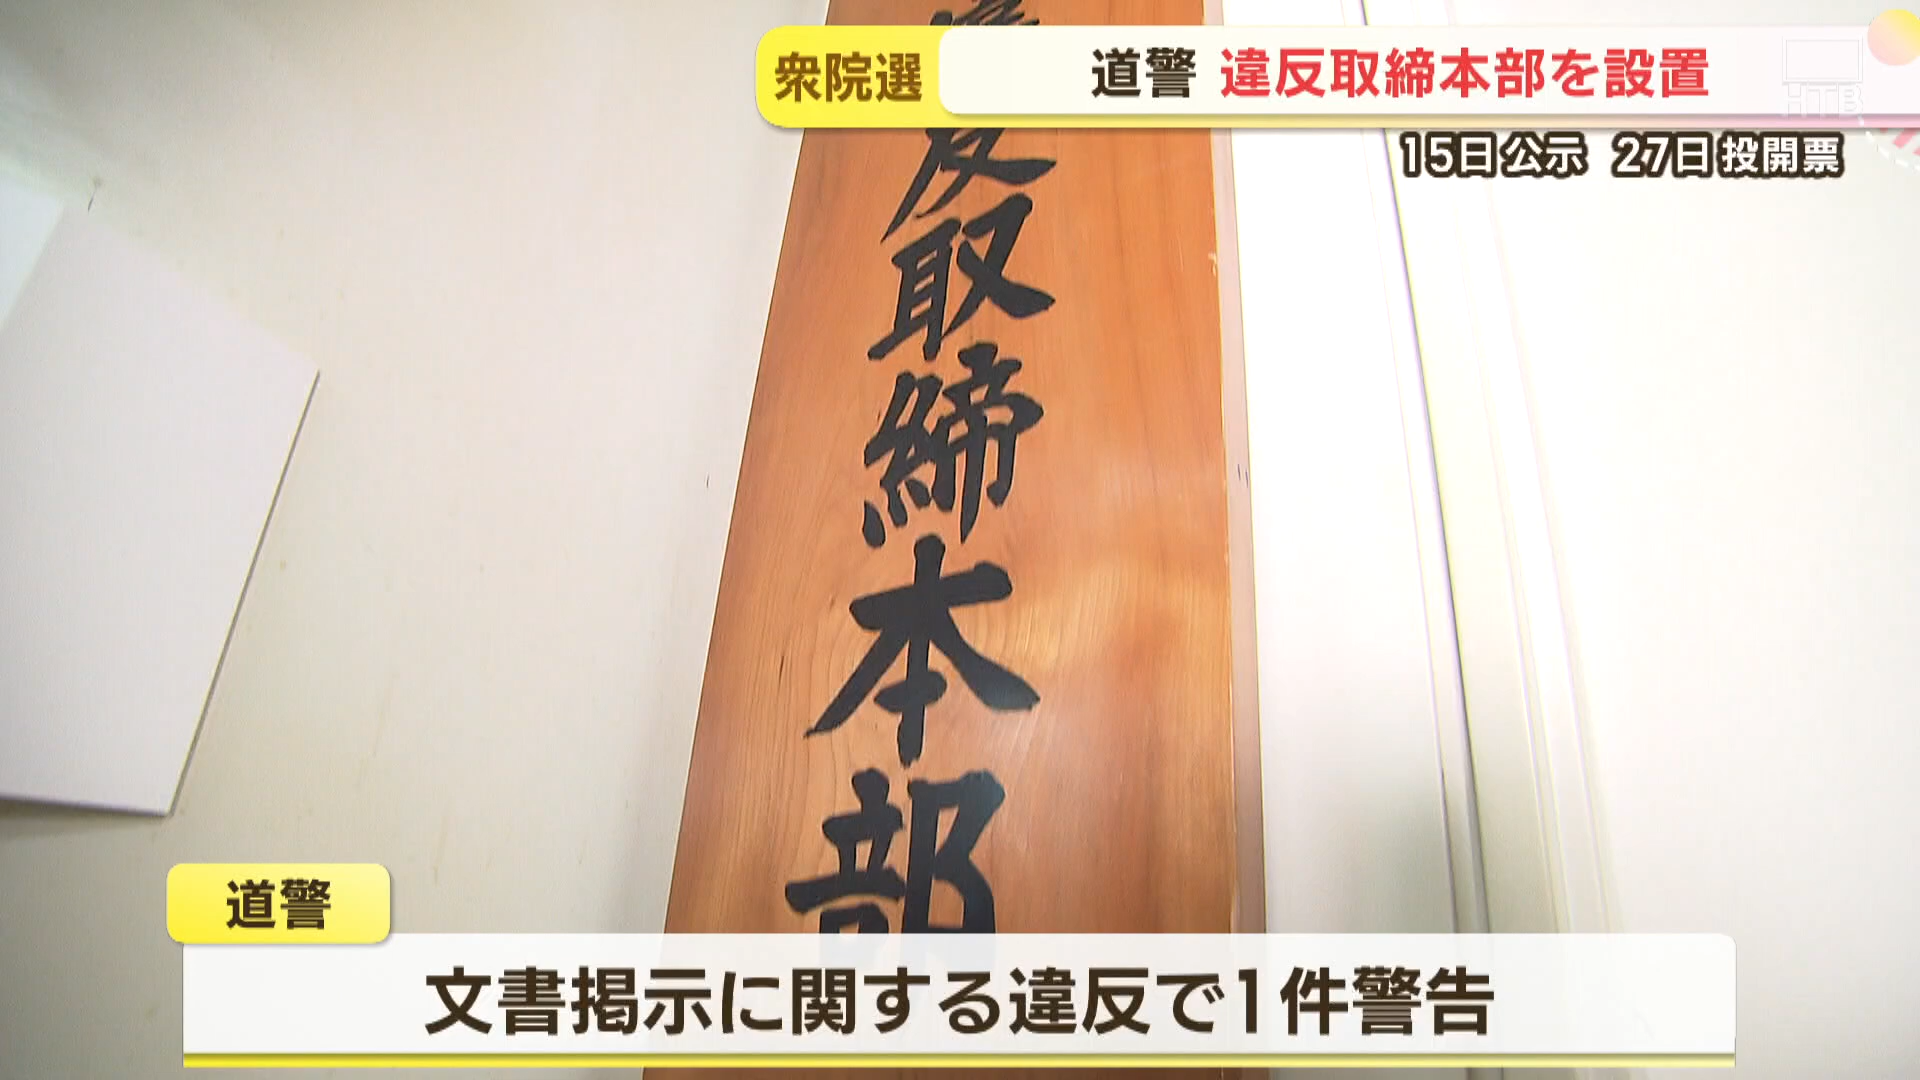 衆院選
道警 違反取締本部を設置
HTB
15日公示 27日投開票
違反取締本部
道警
文書掲示に関する違反で1件警告